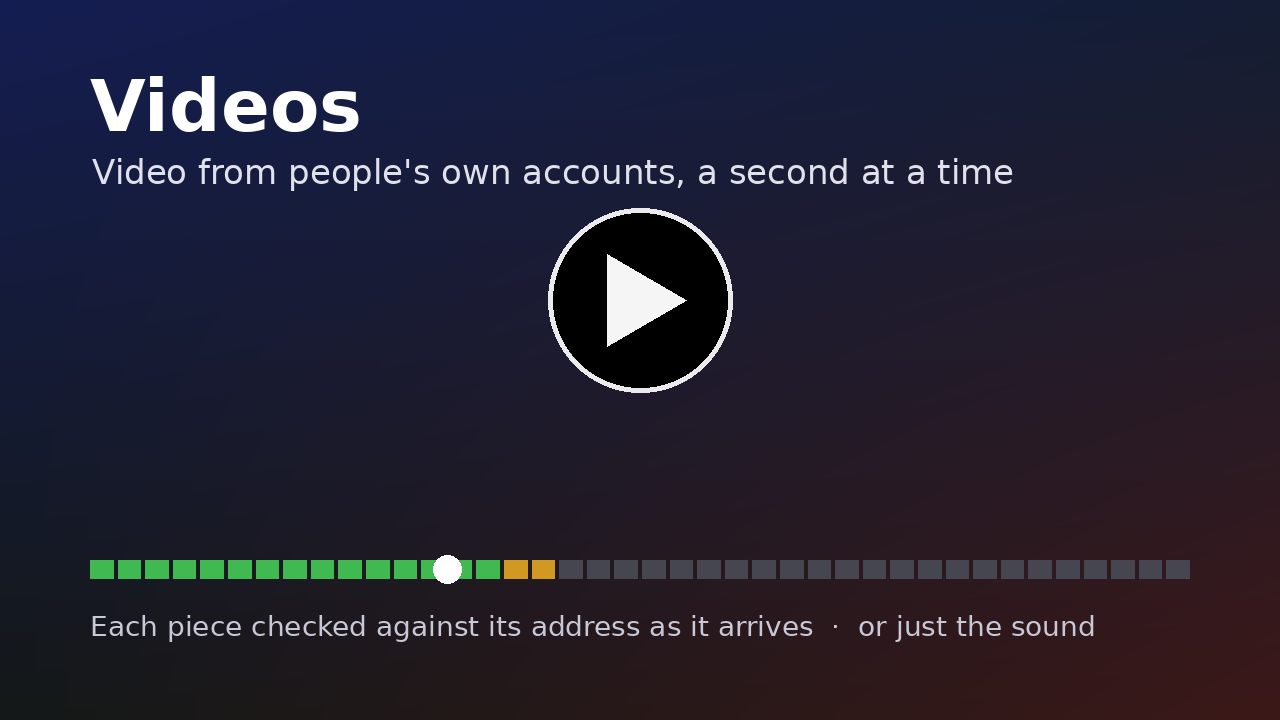 Videos
Video from people's own accounts, a second at a time
Each piece checked against its address as it arrives · or just the sound